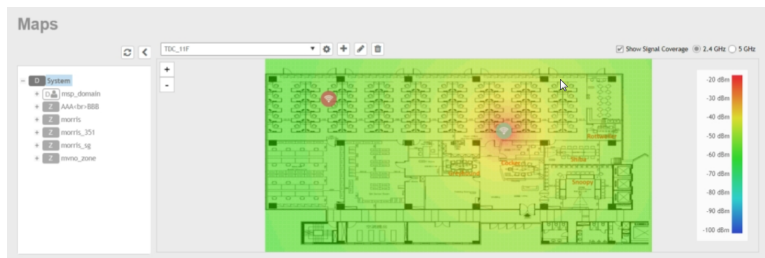 Maps
TDC_11F
Show Signal Coverage
2.4 GHz
5 GHz
+
-
D System
D msp_domain
Z AAA<br>BBB
Z morris
Z morris_351
Z morris_sg
Z mvno_zone
-20 dBm
-30 dBm
-40 dBm
-50 dBm
-60 dBm
-70 dBm
-80 dBm
-90 dBm
-100 dBm